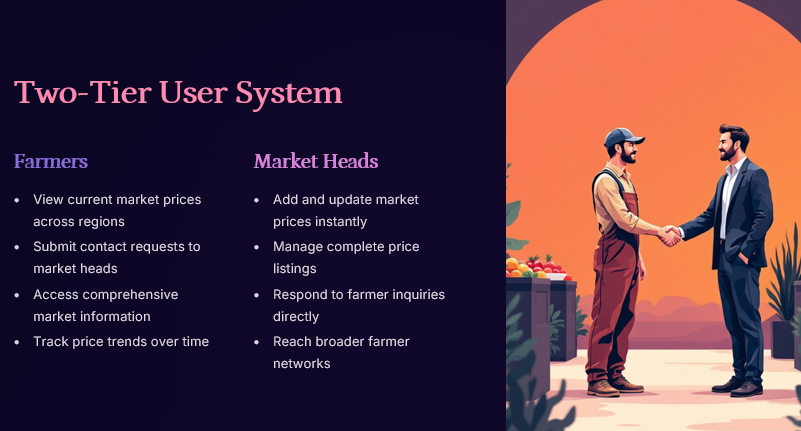 Two-Tier User System
Farmers
• View current market prices
across regions
• Submit contact requests to
market heads
• Access comprehensive
market information
• Track price trends over time
Market Heads
• Add and update market
prices instantly
• Manage complete price
listings
• Respond to farmer inquiries
directly
• Reach broader farmer
networks